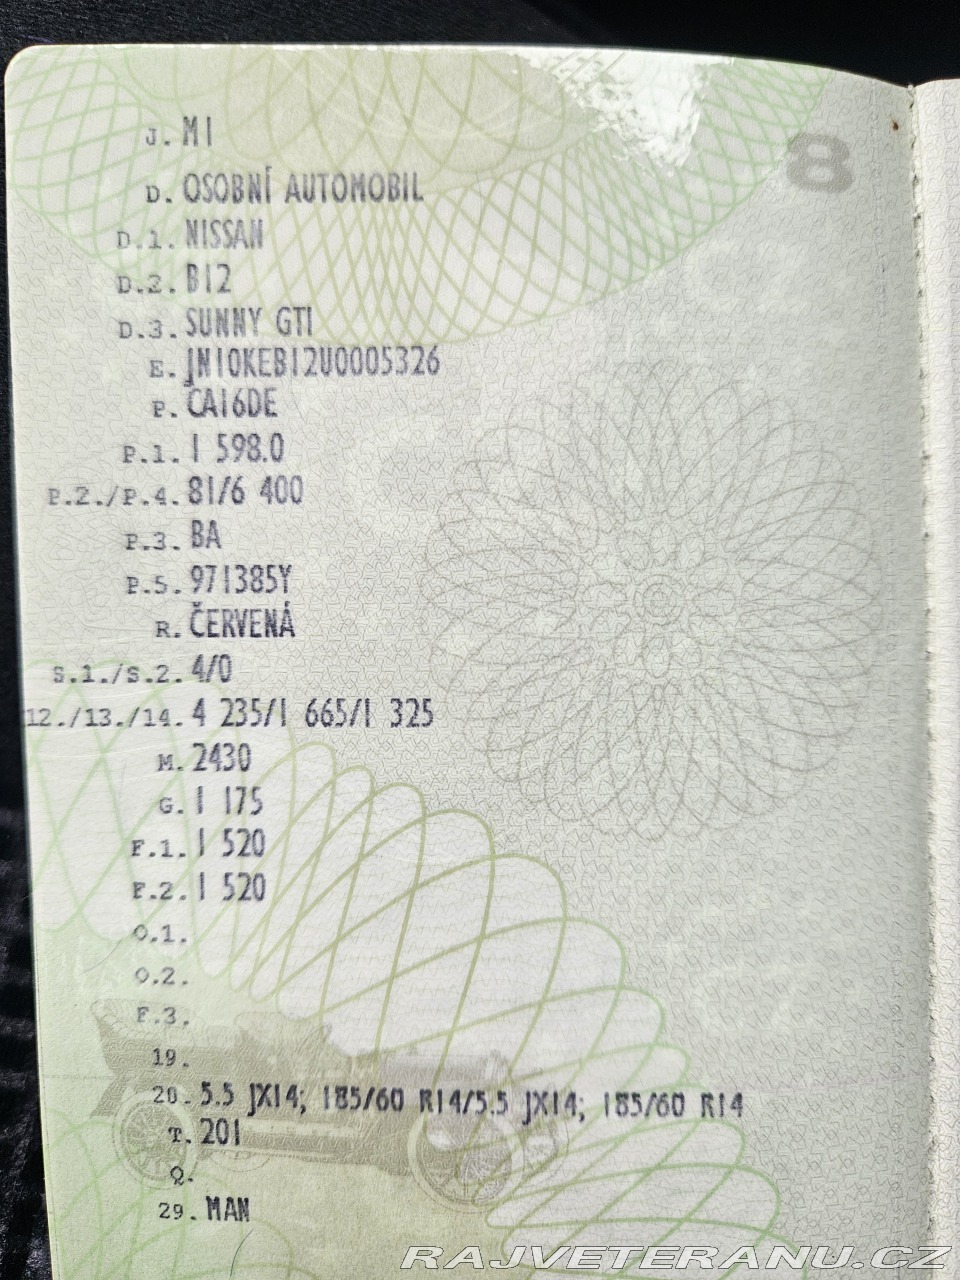 8
J. M1
D. OSOBNÍ AUTOMOBIL
D.1. NISSAN
D.2. B12
D.3. SUNNY GTI
E. JN10KEB12U0005326
P. CA16DE
P.1. 1 598.0
P.2./P.4. 81/6 400
P.3. BA
P.5. 971385Y
R. ČERVENÁ
S.1./S.2. 4/0
12./13./14. 4 235/1 665/1 325
M. 2430
G. 1 175
F.1. 1 520
F.2. 1 520
O.1.
O.2.
F.3.
19.
20. 5.5 JX14; 185/60 R14/5.5 JX14; 185/60 R14
T. 201
Q.
29. MAN
RAJVETERANU.CZ